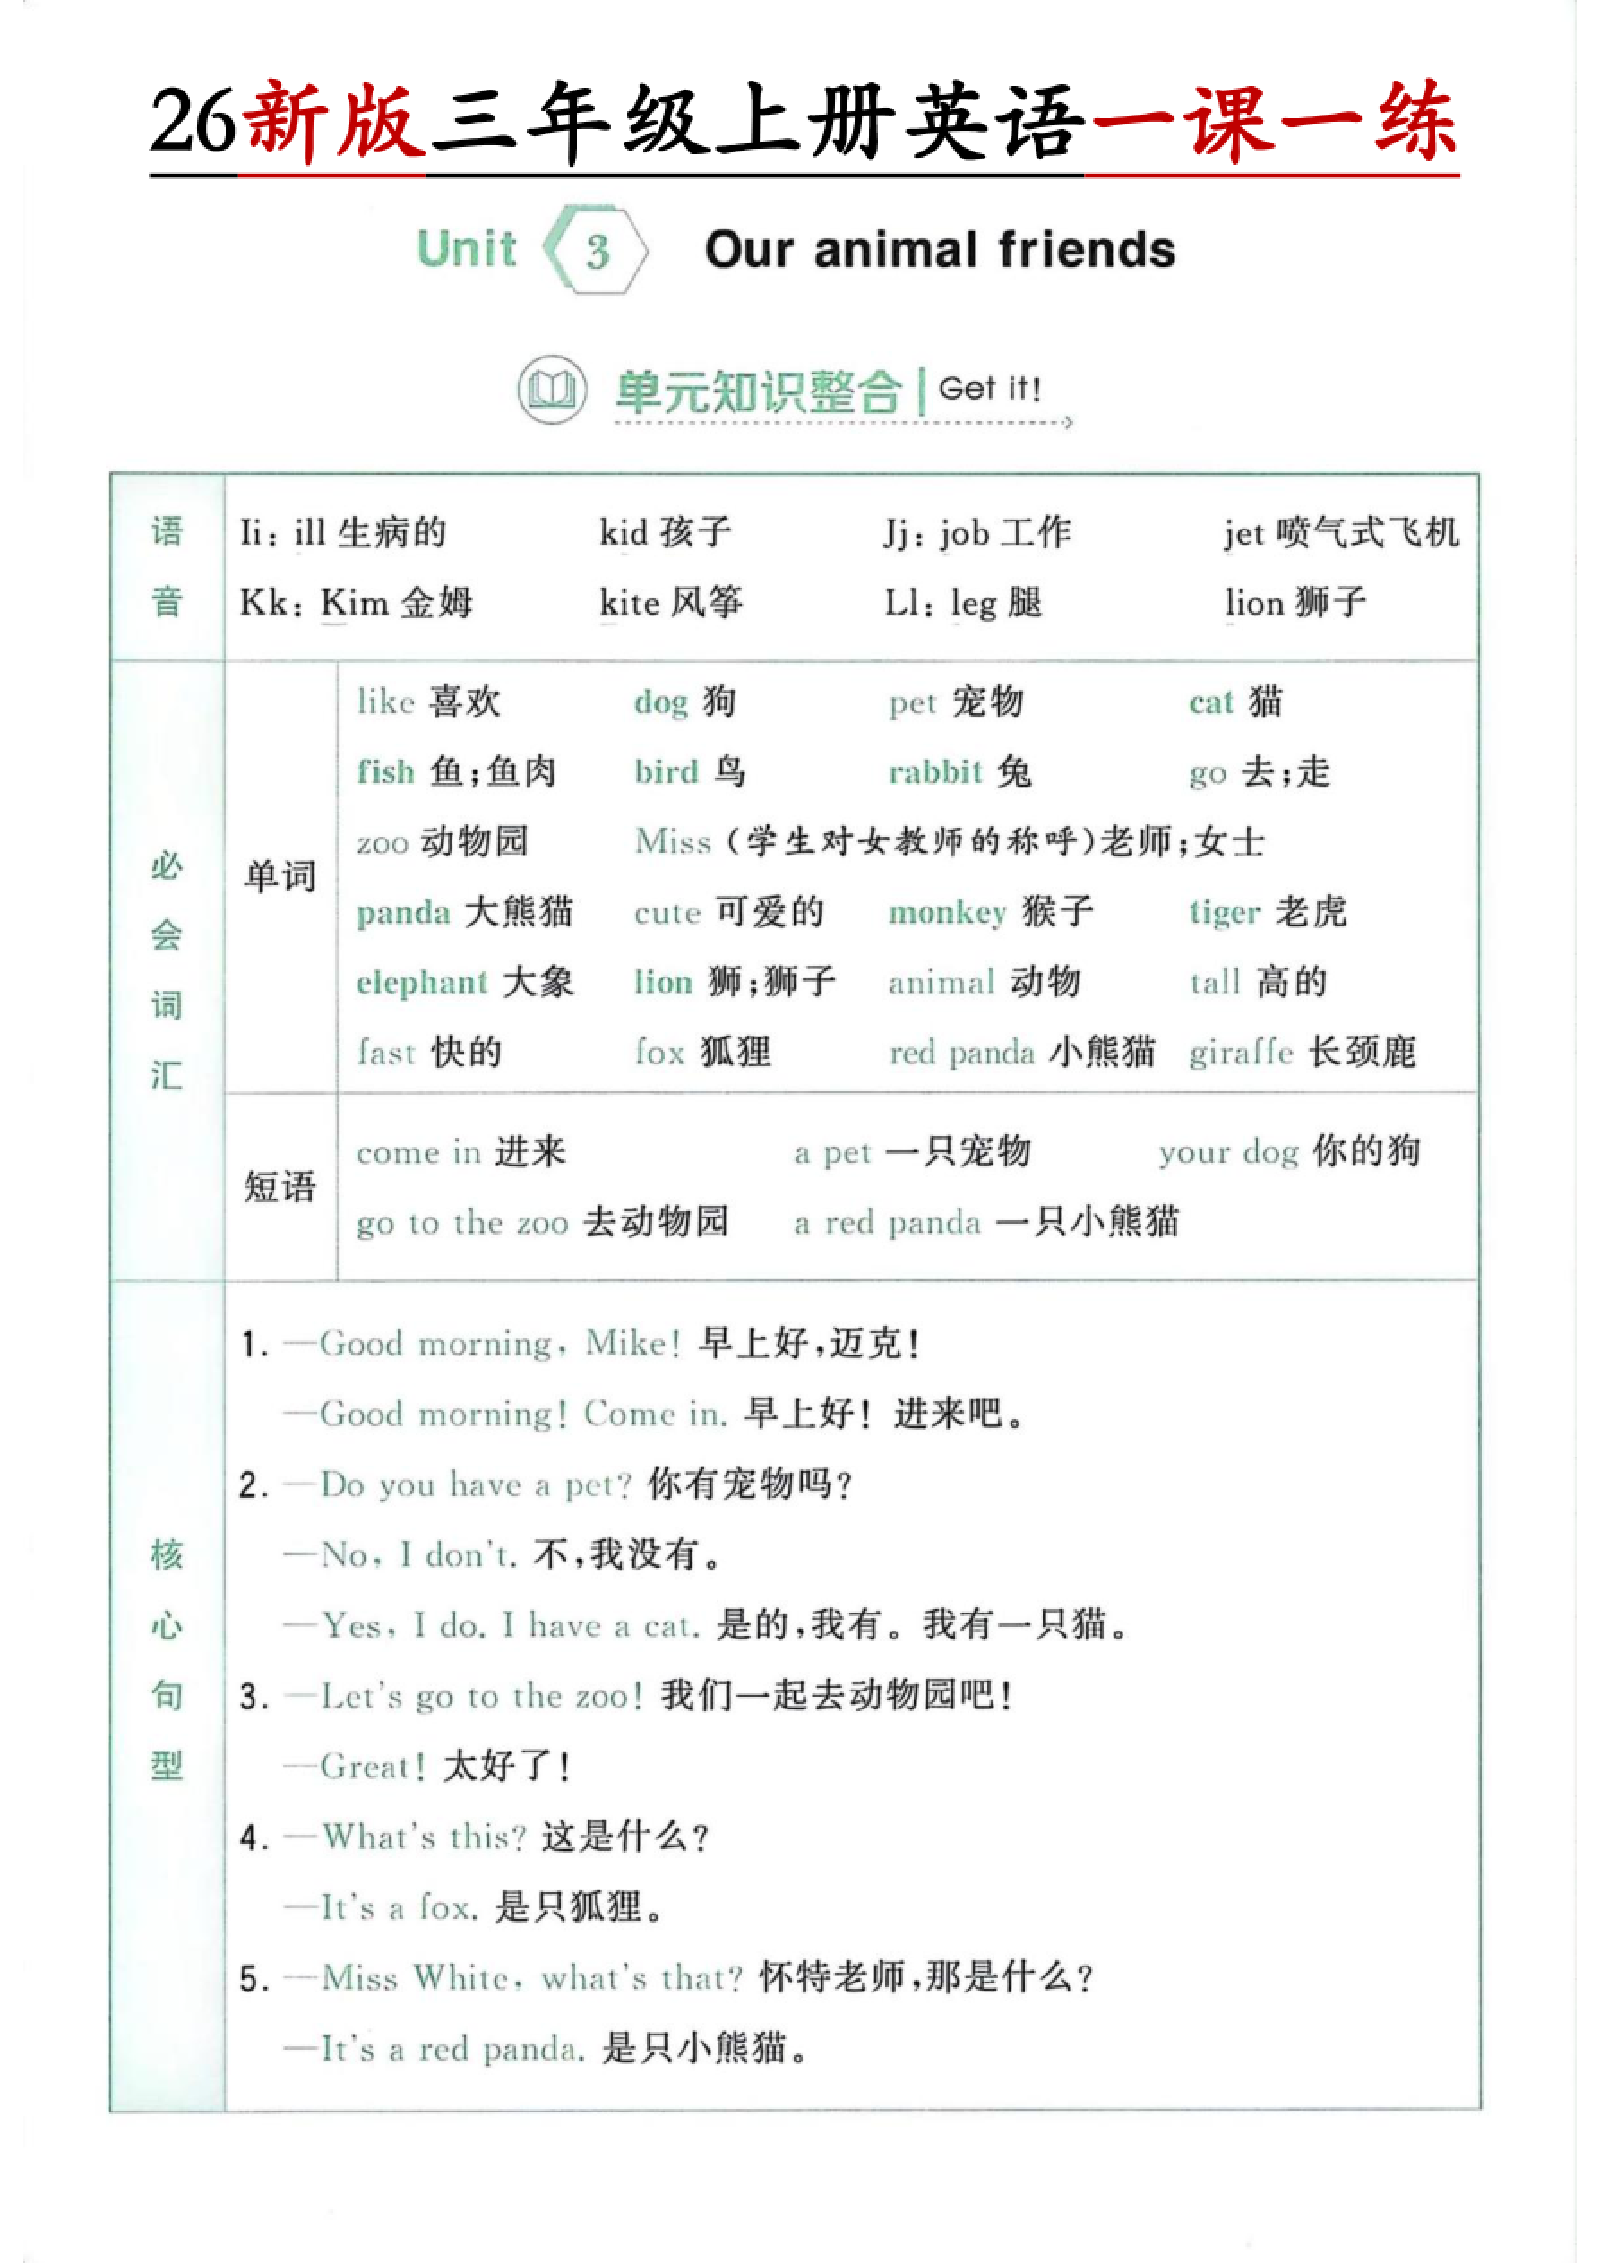 26新版三年级上册英语一课一练
Unit 3 Our animal friends
单元知识整合 Get it!
语音
Ii: ill 生病的 kid 孩子 Jj: job 工作 jet 喷气式飞机
Kk: Kim 金姆 kite 风筝 Ll: leg 腿 lion 狮子
必会词汇
单词
like 喜欢 dog 狗 pet 宠物 cat 猫
fish 鱼;鱼肉 bird 鸟 rabbit 兔 go 去;走
zoo 动物园 Miss (学生对女教师的称呼)老师;女士
panda 大熊猫 cute 可爱的 monkey 猴子 tiger 老虎
elephant 大象 lion 狮;狮子 animal 动物 tall 高的
fast 快的 fox 狐狸 red panda 小熊猫 giraffe 长颈鹿
短语
come in 进来 a pet 一只宠物 your dog 你的狗
go to the zoo 去动物园 a red panda 一只小熊猫
核心句型
1. —Good morning, Mike! 早上好,迈克!
—Good morning! Come in. 早上好! 进来吧。
2. —Do you have a pet? 你有宠物吗?
—No, I don't. 不,我没有。
—Yes, I do. I have a cat. 是的,我有。我有一只猫。
3. —Let's go to the zoo! 我们一起去动物园吧!
—Great! 太好了!
4. —What's this? 这是什么?
—It's a fox. 是只狐狸。
5. —Miss White, what's that? 怀特老师,那是什么?
—It's a red panda. 是只小熊猫。